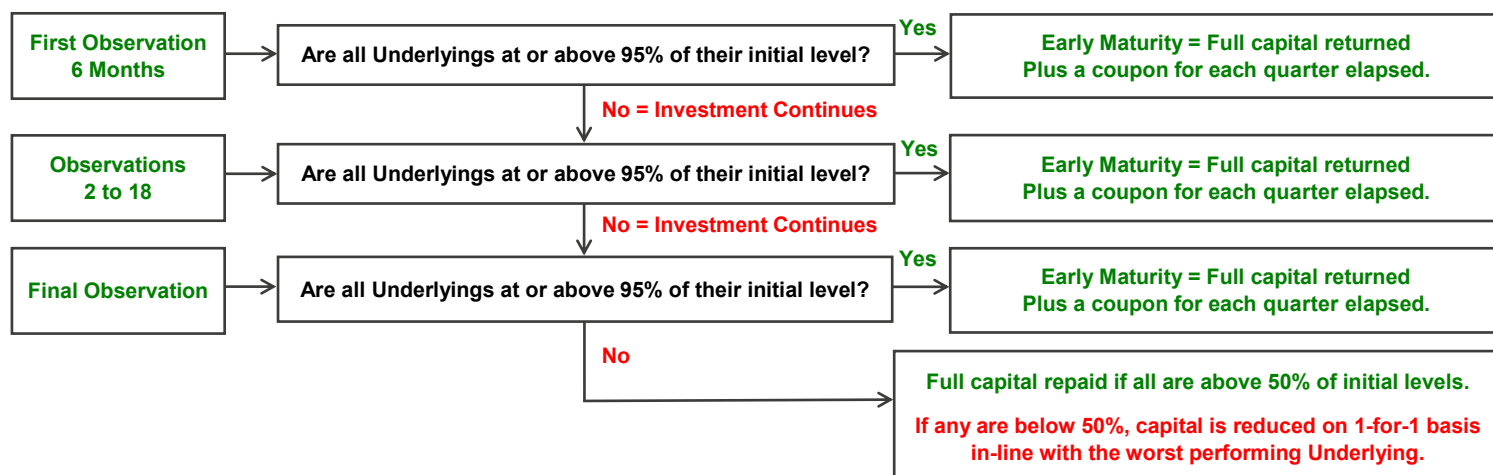 First Observation
6 Months
Are all Underlyings at or above 95% of their initial level?
Yes
Early Maturity = Full capital returned
Plus a coupon for each quarter elapsed.
No = Investment Continues
Observations
2 to 18
Are all Underlyings at or above 95% of their initial level?
Yes
Early Maturity = Full capital returned
Plus a coupon for each quarter elapsed.
No = Investment Continues
Final Observation
Are all Underlyings at or above 95% of their initial level?
Yes
Early Maturity = Full capital returned
Plus a coupon for each quarter elapsed.
No
Full capital repaid if all are above 50% of initial levels.
If any are below 50%, capital is reduced on 1-for-1 basis
in-line with the worst performing Underlying.